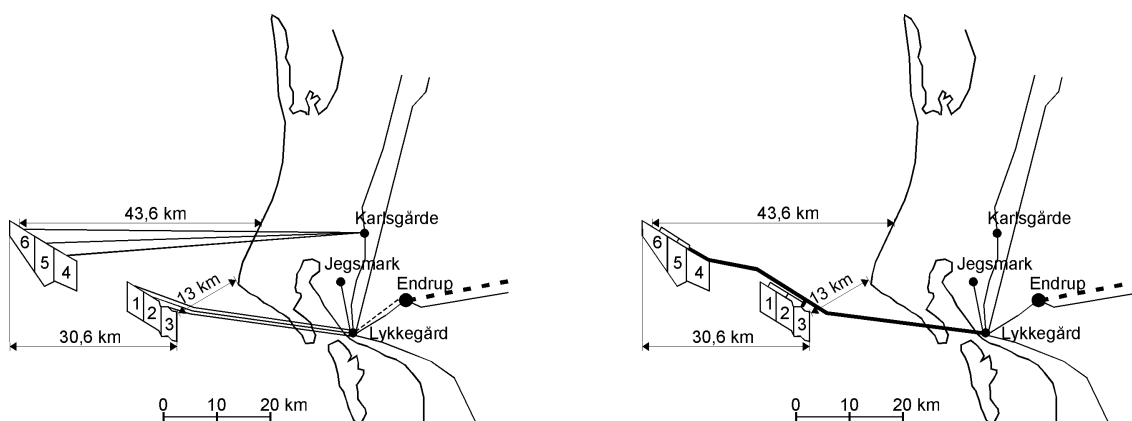 43,6 km
Karlsgårde
6
5
4
Jegsmark
Endrup
13 km
1
2
3
Lykkegård
30,6 km
0 10 20 km
43,6 km
Karlsgårde
6
5
4
Jegsmark
Endrup
13 km
1
2
3
Lykkegård
30,6 km
0 10 20 km